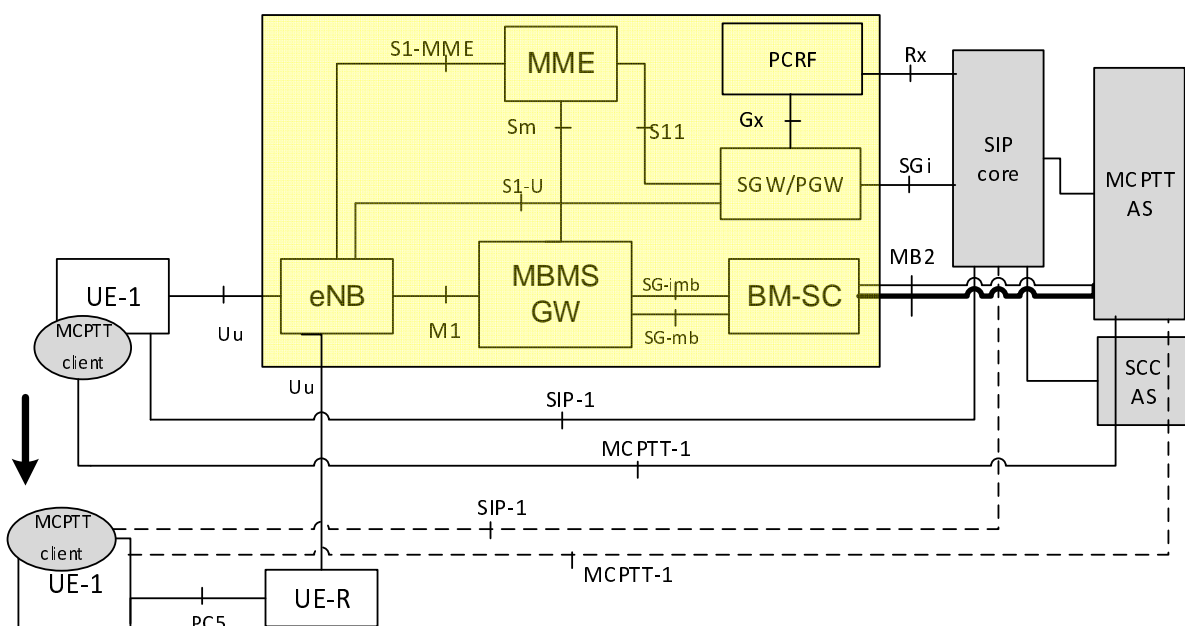 S1-MME
MME
PCRF
Rx
Sm
S11
Gx
SIP
core
MCPTT
AS
S1-U
SGW/PGW
SGi
MB2
UE-1
eNB
MBMS
GW
SG-imb
BM-SC
Uu
M1
SG-mb
MCPTT
client
SCC
AS
Uu
SIP-1
MCPTT-1
SIP-1
MCPTT
client
MCPTT-1
UE-1
UE-R
PC5